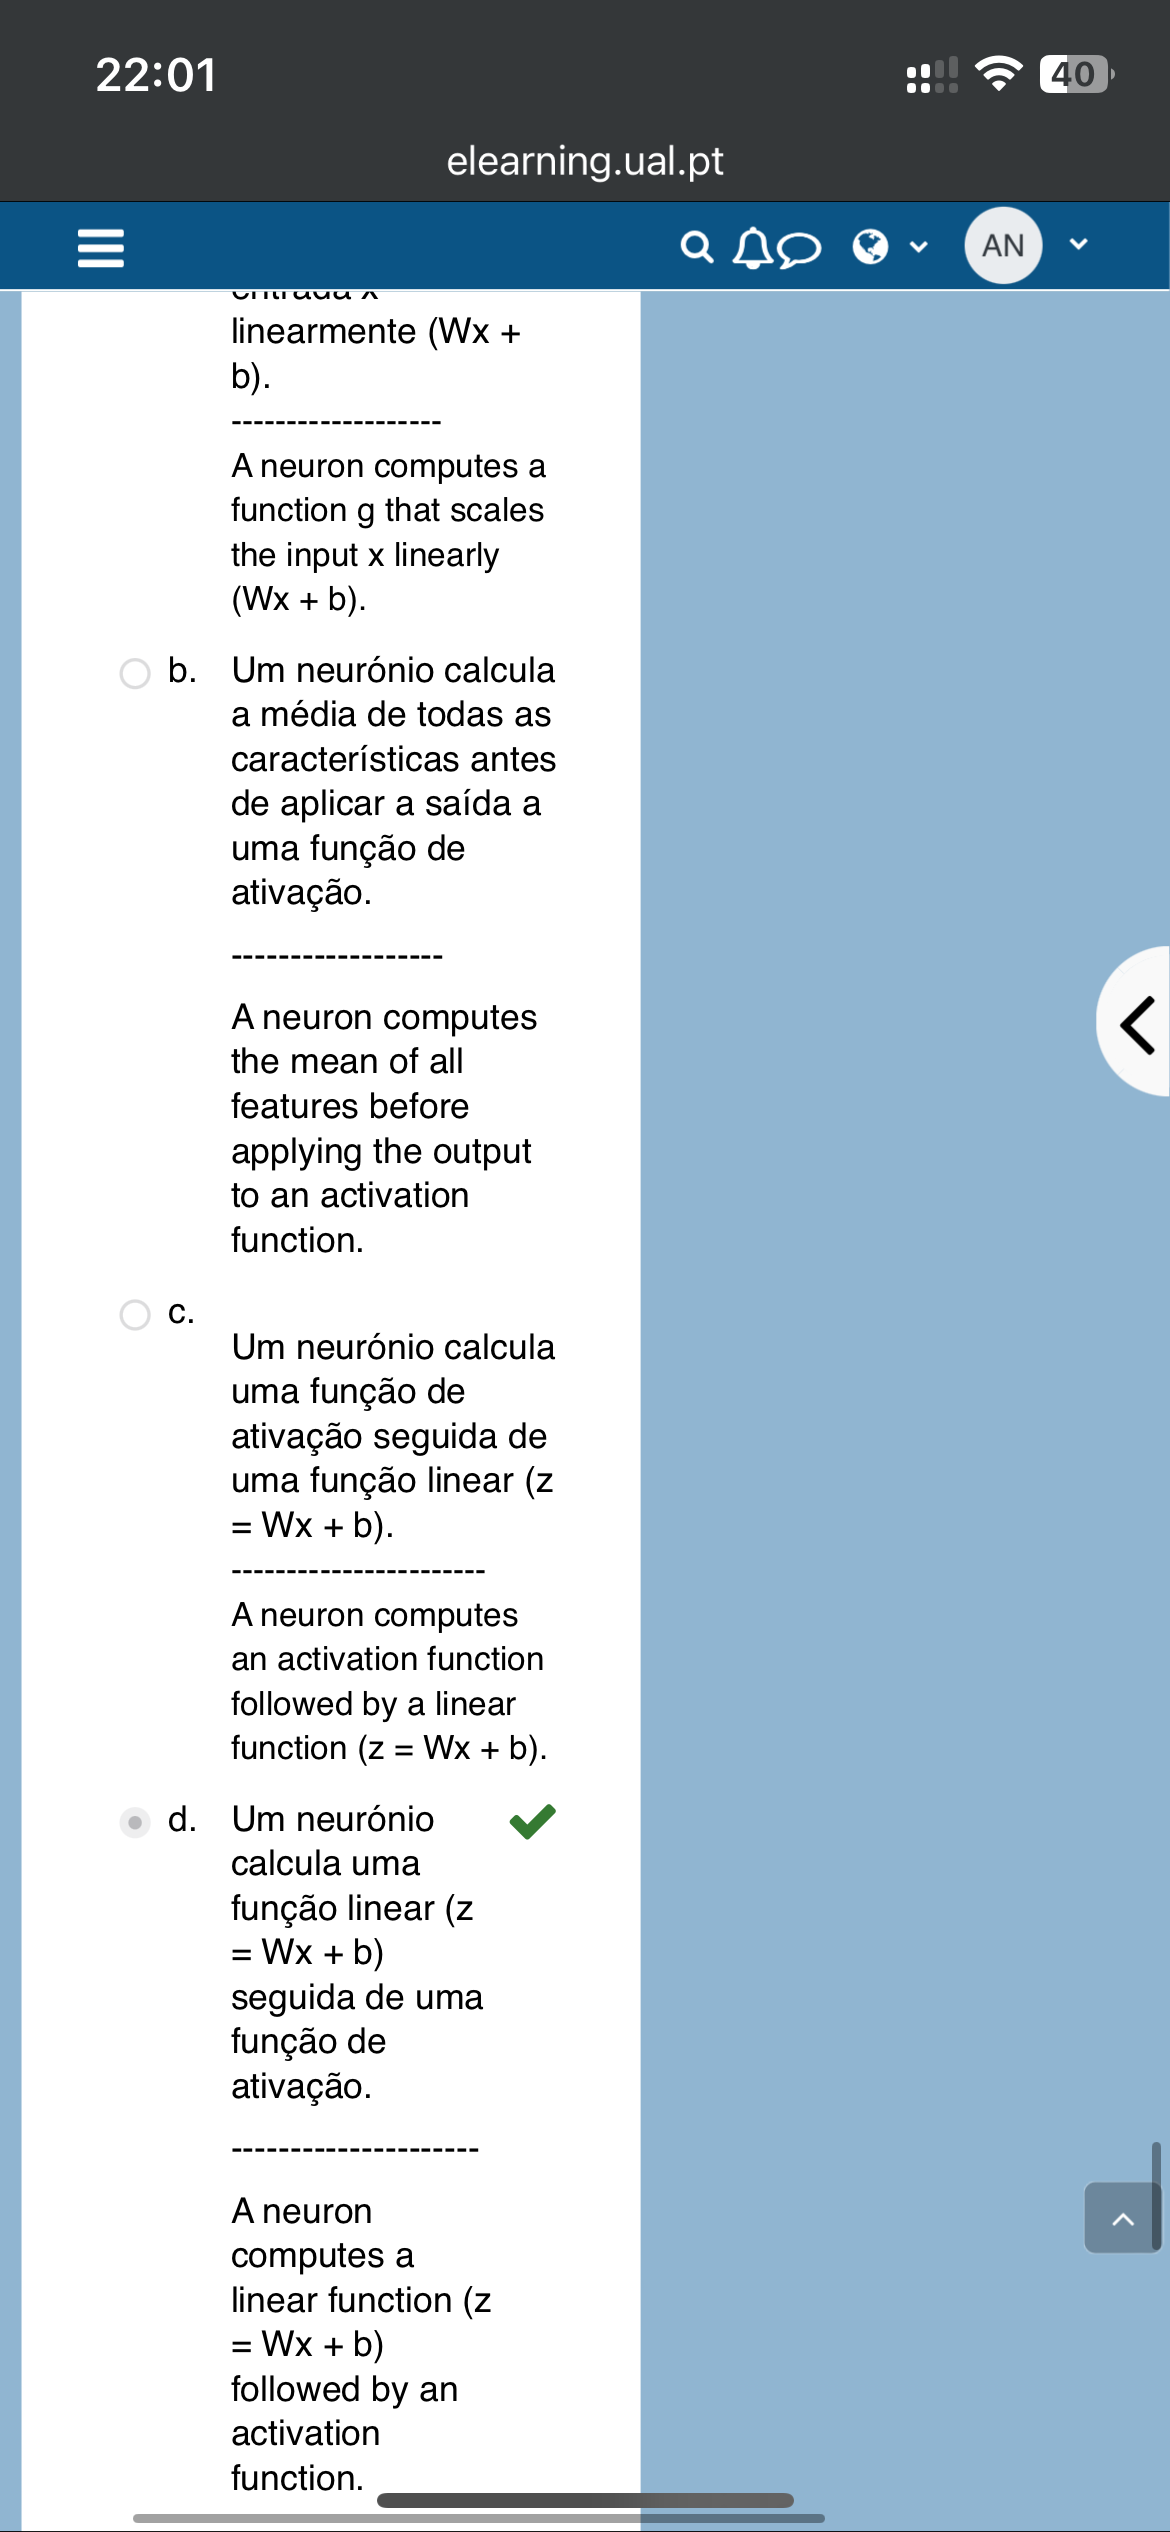 22:01
40
elearning.ual.pt
AN
entrada x
linearmente (Wx +
b).
-------------------
A neuron computes a
function g that scales
the input x linearly
(Wx + b).
b. Um neurónio calcula
a média de todas as
características antes
de aplicar a saída a
uma função de
ativação.
------------------
A neuron computes
the mean of all
features before
applying the output
to an activation
function.
c.
Um neurónio calcula
uma função de
ativação seguida de
uma função linear (z
= Wx + b).
-----------------------
A neuron computes
an activation function
followed by a linear
function (z = Wx + b).
d. Um neurónio
calcula uma
função linear (z
= Wx + b)
seguida de uma
função de
ativação.
---------------------
A neuron
computes a
linear function (z
= Wx + b)
followed by an
activation
function.